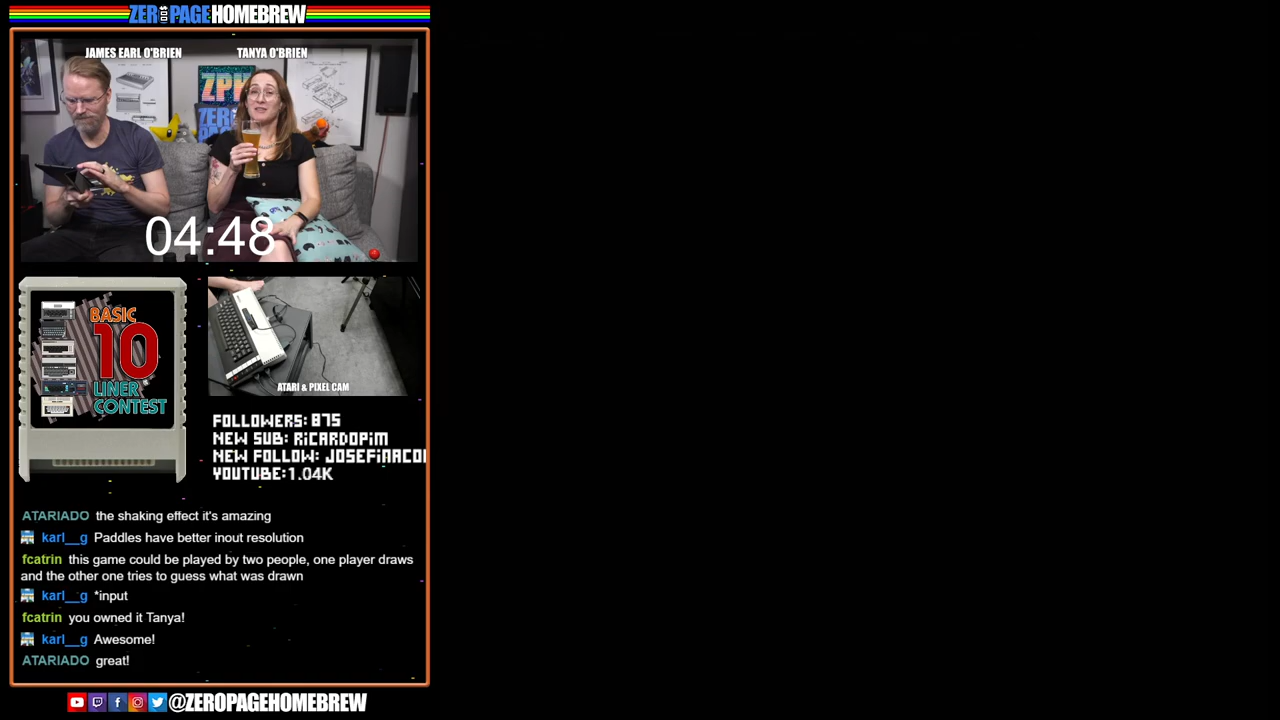 ZEROPAGEHOMEBREW
JAMES EARL O'BRIEN
TANYA O'BRIEN
ZPH
ZERO
04:48
BASIC
10
LINER
CONTEST
ATARI & PIXEL CAM
FOLLOWERS: 875
NEW SUB: RICARDOPIM
NEW FOLLOW: JOSEFINACO
YOUTUBE:1.04K
ATARIADO the shaking effect it's amazing
karl__g Paddles have better inout resolution
fcatrin this game could be played by two people, one player draws
and the other one tries to guess what was drawn
karl__g *input
fcatrin you owned it Tanya!
karl__g Awesome!
ATARIADO great!
@ZEROPAGEHOMEBREW